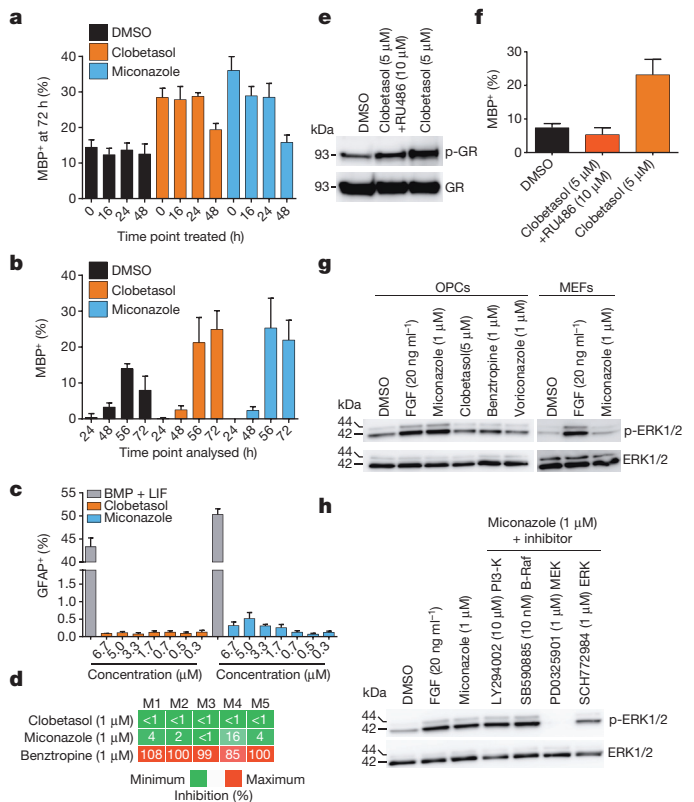 a
DMSO
Clobetasol
Miconazole
MBP⁺ at 72 h (%)
40
30
20
10
0
0 16 24 48 0 16 24 48 0 16 24 48
Time point treated (h)
b
DMSO
Clobetasol
Miconazole
MBP⁺ (%)
40
30
20
10
0
24 48 56 72 24 48 56 72 24 48 56 72
Time point analysed (h)
c
BMP + LIF
Clobetasol
Miconazole
GFAP⁺ (%)
55
50
45
40
1.5
1.0
0.5
0.0
6.7 5.0 3.3 1.7 0.7 0.5 0.3 6.7 5.0 3.3 1.7 0.7 0.5 0.3
Concentration (μM) Concentration (μM)
d
M1 M2 M3 M4 M5
Clobetasol (1 μM) <1 <1 <1 <1 <1
Miconazole (1 μM) 4 2 <1 16 4
Benztropine (1 μM) 108 100 99 85 100
Minimum Maximum
Inhibition (%)
e
DMSO
Clobetasol (5 μM)
+RU486 (10 μM)
Clobetasol (5 μM)
kDa
93 p-GR
93 GR
f
MBP⁺ (%)
30
20
10
0
DMSO
Clobetasol (5 μM)
+RU486 (10 μM)
Clobetasol (5 μM)
g
OPCs MEFs
DMSO
FGF (20 ng ml⁻¹)
Miconazole (1 μM)
Clobetasol(5 μM)
Benztropine (1 μM)
Voriconazole (1 μM)
DMSO
FGF (20 ng ml⁻¹)
Miconazole (1 μM)
kDa
44
42 p-ERK1/2
44
42 ERK1/2
h
Miconazole (1 μM)
+ inhibitor
DMSO
FGF (20 ng ml⁻¹)
Miconazole (1 μM)
LY294002 (10 μM) PI3-K
SB590885 (10 nM) B-Raf
PD0325901 (1 μM) MEK
SCH772984 (1 μM) ERK
kDa
44
42 p-ERK1/2
44
42 ERK1/2